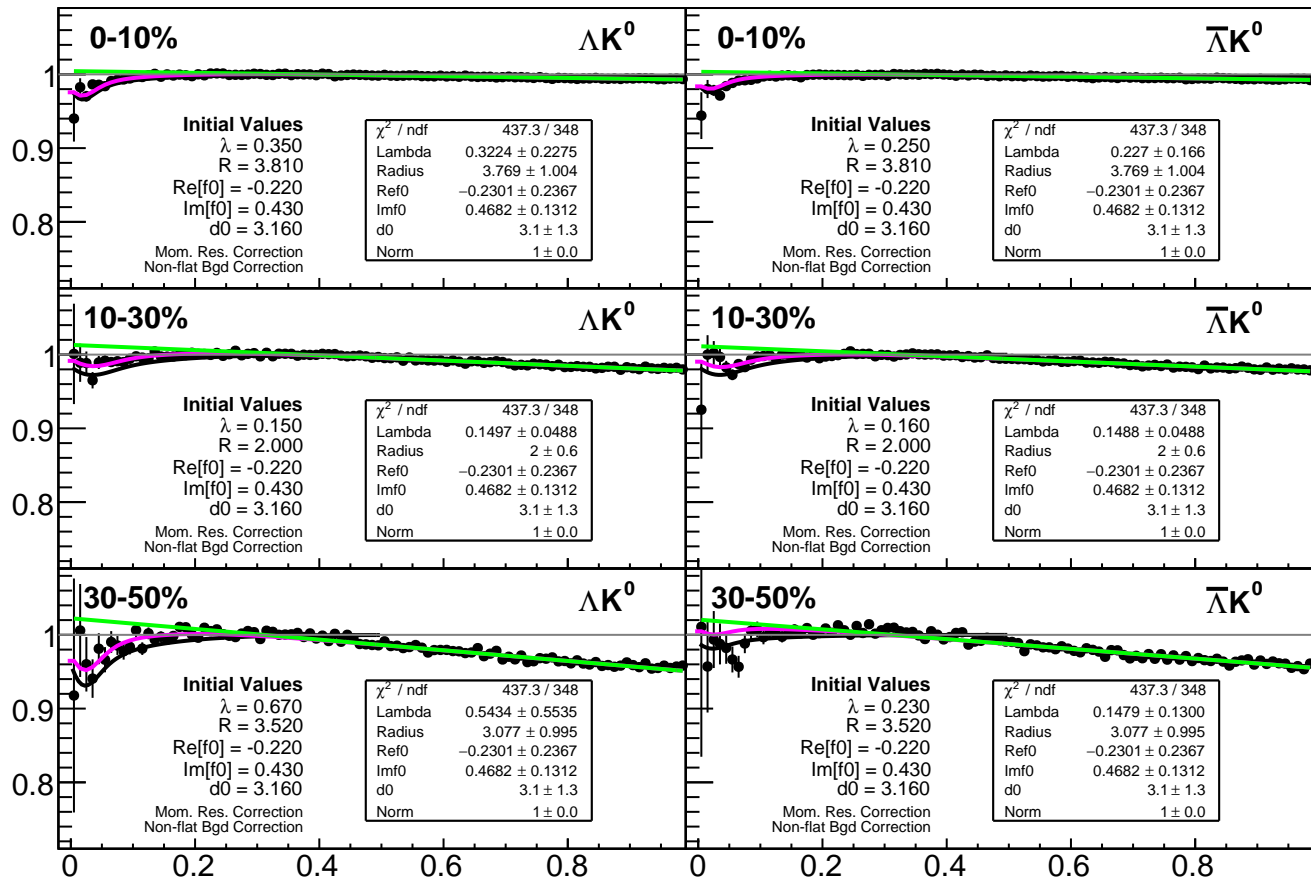 0-10%
ΛK⁰
1
0.9
0.8
Initial Values
λ = 0.350
R = 3.810
Re[f0] = -0.220
Im[f0] = 0.430
d0 = 3.160
Mom. Res. Correction
Non-flat Bgd Correction
χ² / ndf 437.3 / 348
Lambda 0.3224 ± 0.2275
Radius 3.769 ± 1.004
Ref0 −0.2301 ± 0.2367
Imf0 0.4682 ± 0.1312
d0 3.1 ± 1.3
Norm 1 ± 0.0
0-10%
Λ̅K⁰
Initial Values
λ = 0.250
R = 3.810
Re[f0] = -0.220
Im[f0] = 0.430
d0 = 3.160
Mom. Res. Correction
Non-flat Bgd Correction
χ² / ndf 437.3 / 348
Lambda 0.227 ± 0.166
Radius 3.769 ± 1.004
Ref0 −0.2301 ± 0.2367
Imf0 0.4682 ± 0.1312
d0 3.1 ± 1.3
Norm 1 ± 0.0
10-30%
ΛK⁰
1
0.9
0.8
Initial Values
λ = 0.150
R = 2.000
Re[f0] = -0.220
Im[f0] = 0.430
d0 = 3.160
Mom. Res. Correction
Non-flat Bgd Correction
χ² / ndf 437.3 / 348
Lambda 0.1497 ± 0.0488
Radius 2 ± 0.6
Ref0 −0.2301 ± 0.2367
Imf0 0.4682 ± 0.1312
d0 3.1 ± 1.3
Norm 1 ± 0.0
10-30%
Λ̅K⁰
Initial Values
λ = 0.160
R = 2.000
Re[f0] = -0.220
Im[f0] = 0.430
d0 = 3.160
Mom. Res. Correction
Non-flat Bgd Correction
χ² / ndf 437.3 / 348
Lambda 0.1488 ± 0.0488
Radius 2 ± 0.6
Ref0 −0.2301 ± 0.2367
Imf0 0.4682 ± 0.1312
d0 3.1 ± 1.3
Norm 1 ± 0.0
30-50%
ΛK⁰
1
0.9
0.8
Initial Values
λ = 0.670
R = 3.520
Re[f0] = -0.220
Im[f0] = 0.430
d0 = 3.160
Mom. Res. Correction
Non-flat Bgd Correction
χ² / ndf 437.3 / 348
Lambda 0.5434 ± 0.5535
Radius 3.077 ± 0.995
Ref0 −0.2301 ± 0.2367
Imf0 0.4682 ± 0.1312
d0 3.1 ± 1.3
Norm 1 ± 0.0
30-50%
Λ̅K⁰
Initial Values
λ = 0.230
R = 3.520
Re[f0] = -0.220
Im[f0] = 0.430
d0 = 3.160
Mom. Res. Correction
Non-flat Bgd Correction
χ² / ndf 437.3 / 348
Lambda 0.1479 ± 0.1300
Radius 3.077 ± 0.995
Ref0 −0.2301 ± 0.2367
Imf0 0.4682 ± 0.1312
d0 3.1 ± 1.3
Norm 1 ± 0.0
0 0.2 0.4 0.6 0.8 0 0.2 0.4 0.6 0.8